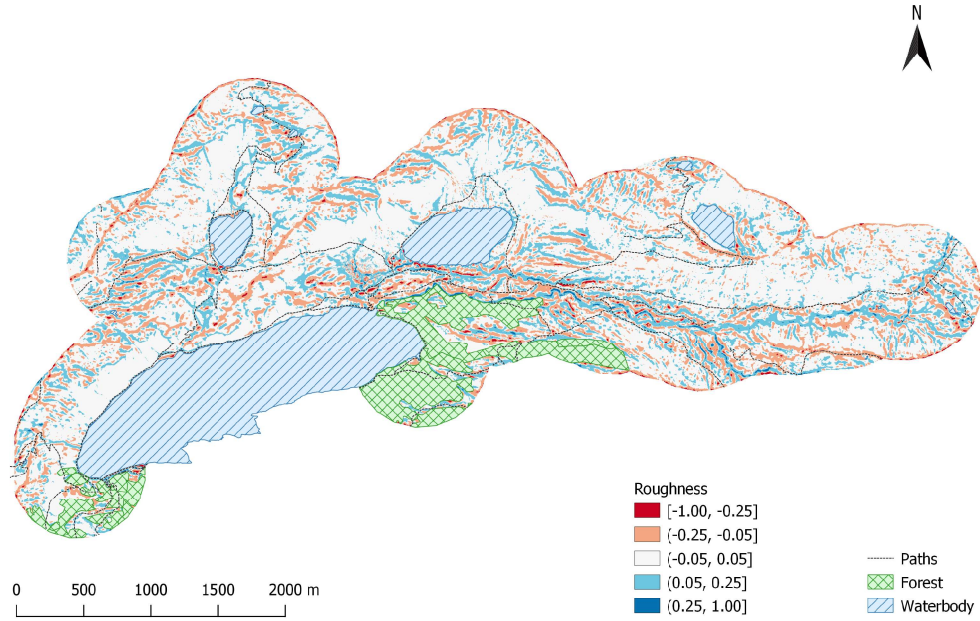 N
Roughness
[-1.00, -0.25]
(-0.25, -0.05]
(-0.05, 0.05]
(0.05, 0.25]
(0.25, 1.00]
Paths
Forest
Waterbody
0 500 1000 1500 2000 m